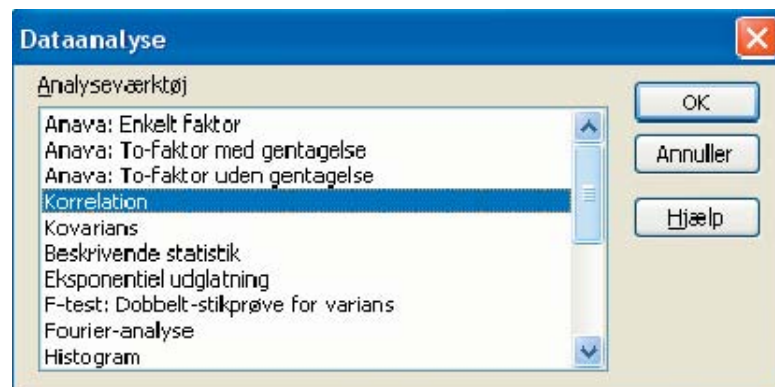 Dataanalyse
Analyseværktøj
Anava: Enkelt faktor
Anava: To-faktor med gentagelse
Anava: To-faktor uden gentagelse
Korrelation
Kovarians
Beskrivende statistik
Eksponentiel udglatning
F-test: Dobbelt-stikprøve for varians
Fourier-analyse
Histogram
OK
Annuller
Hjælp